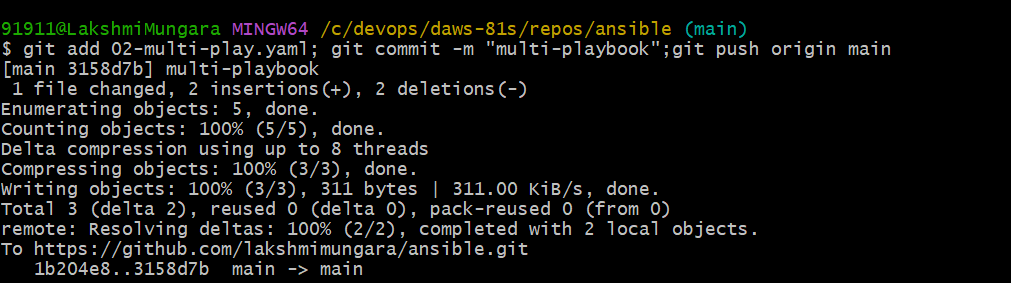 91911@LakshmiMungara MINGW64 /c/devops/daws-81s/repos/ansible (main)
$ git add 02-multi-play.yaml; git commit -m "multi-playbook";git push origin main
[main 3158d7b] multi-playbook
 1 file changed, 2 insertions(+), 2 deletions(-)
Enumerating objects: 5, done.
Counting objects: 100% (5/5), done.
Delta compression using up to 8 threads
Compressing objects: 100% (3/3), done.
Writing objects: 100% (3/3), 311 bytes | 311.00 KiB/s, done.
Total 3 (delta 2), reused 0 (delta 0), pack-reused 0 (from 0)
remote: Resolving deltas: 100% (2/2), completed with 2 local objects.
To https://github.com/lakshmimungara/ansible.git
   1b204e8..3158d7b  main -> main